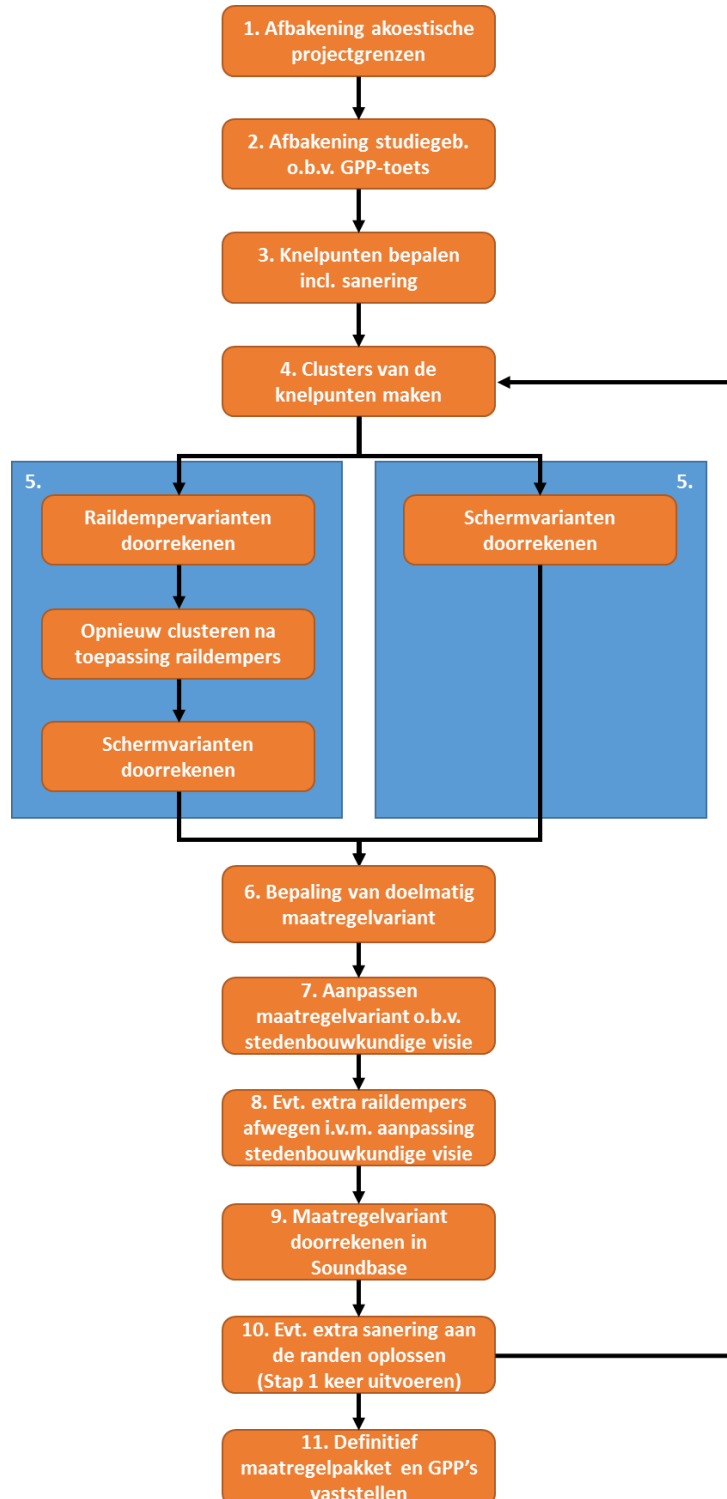 1. Afbakening akoestische
projectgrenzen
2. Afbakening studiegeb.
o.b.v. GPP-toets
3. Knelpunten bepalen
incl. sanering
4. Clusters van de
knelpunten maken
5.
Raildempervarianten
doorrekenen
Opnieuw clusteren na
toepassing raildempers
Schermvarianten
doorrekenen
5.
Schermvarianten
doorrekenen
6. Bepaling van doelmatig
maatregelvariant
7. Aanpassen
maatregelvariant o.b.v.
stedenbouwkundige visie
8. Evt. extra raildempers
afwegen i.v.m. aanpassing
stedenbouwkundige visie
9. Maatregelvariant
doorrekenen in
Soundbase
10. Evt. extra sanering aan
de randen oplossen
(Stap 1 keer uitvoeren)
11. Definitief
maatregelpakket en GPP's
vaststellen